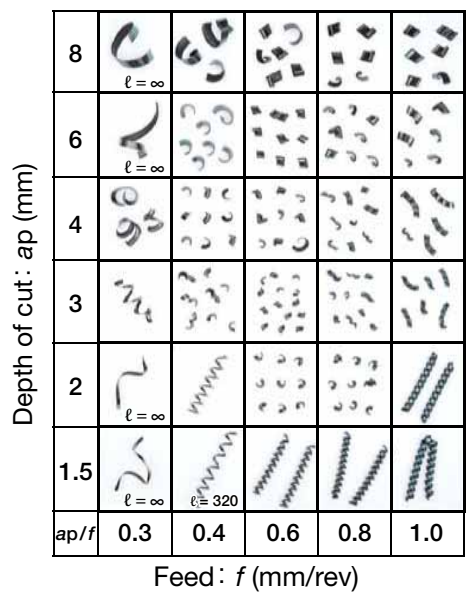 Depth of cut: ap (mm)
8
ℓ = ∞
6
ℓ = ∞
4
3
2
ℓ = ∞
1.5
ℓ = ∞
ℓ = 320
ap/f
0.3
0.4
0.6
0.8
1.0
Feed: f (mm/rev)